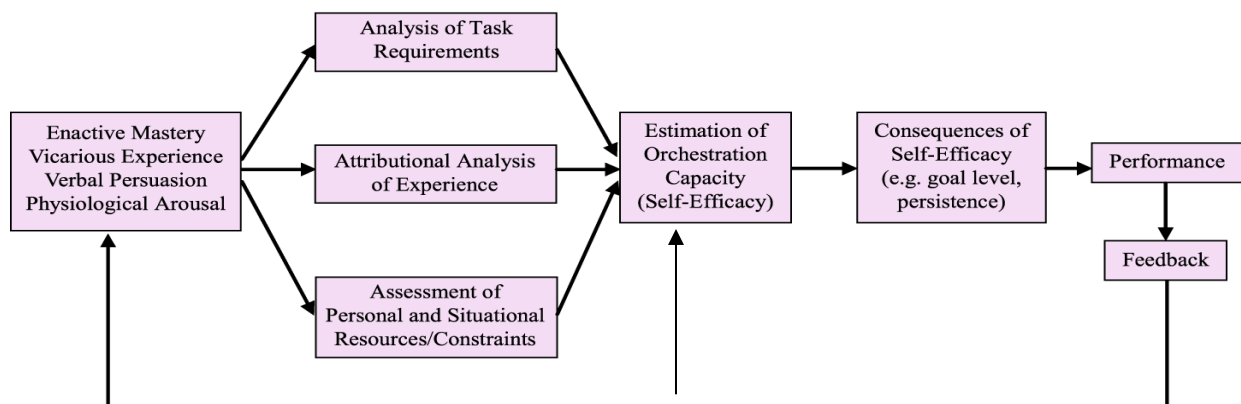 Analysis of Task
Requirements
Enactive Mastery
Vicarious Experience
Verbal Persuasion
Physiological Arousal
Attributional Analysis
of Experience
Assessment of
Personal and Situational
Resources/Constraints
Estimation of
Orchestration
Capacity
(Self-Efficacy)
Consequences of
Self-Efficacy
(e.g. goal level,
persistence)
Performance
Feedback